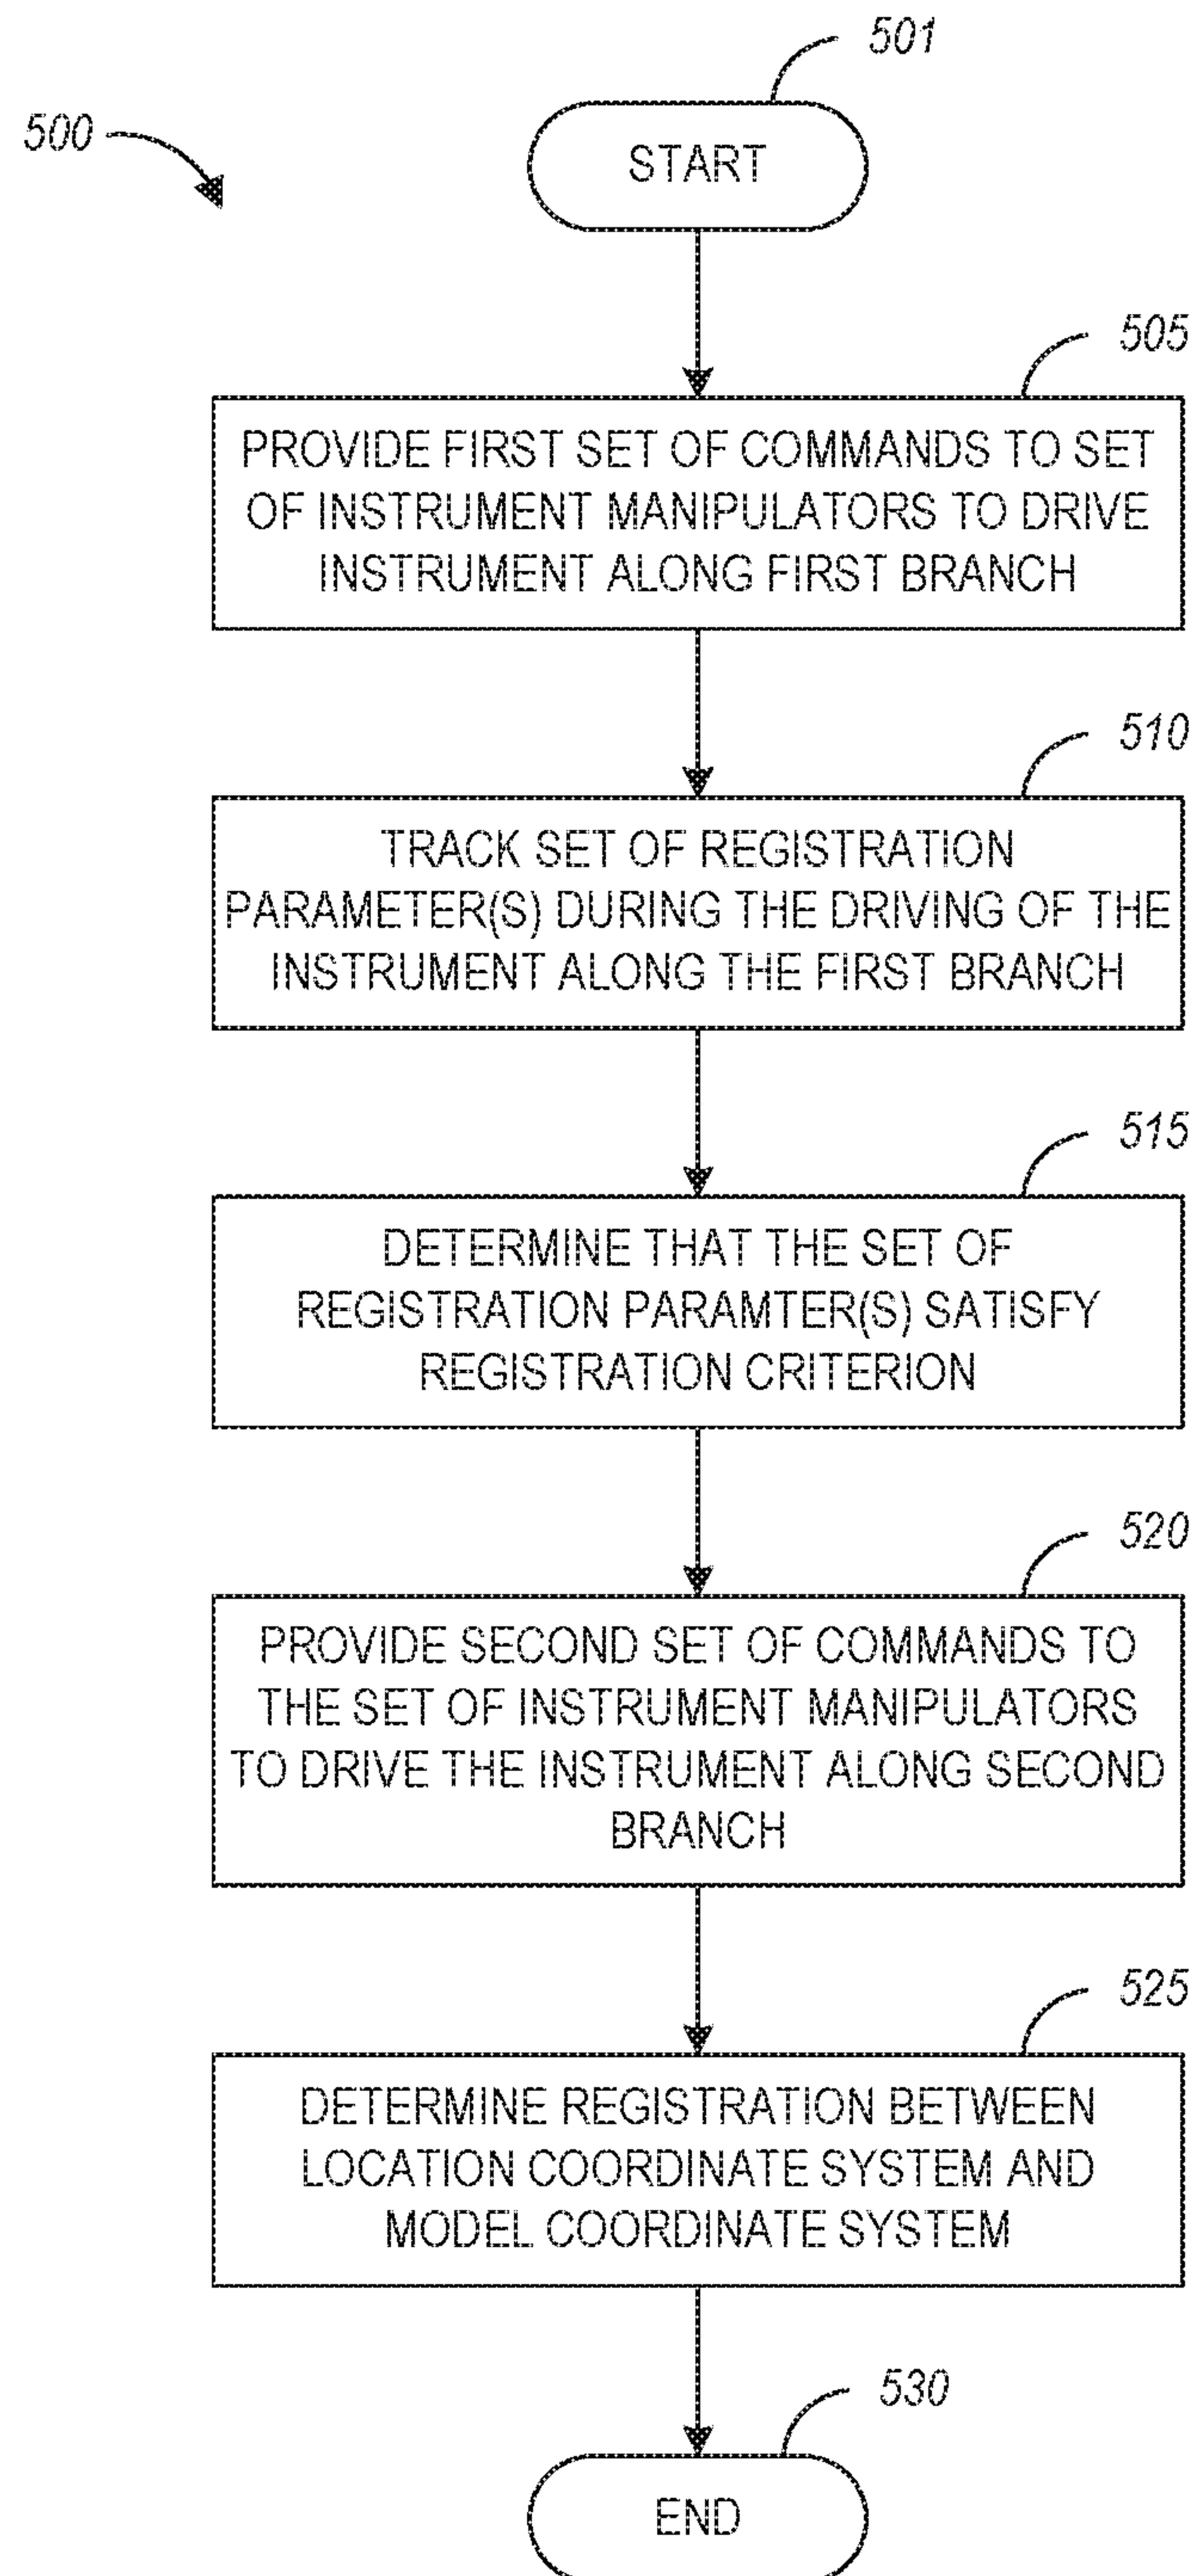 501
500
START
505
PROVIDE FIRST SET OF COMMANDS TO SET
OF INSTRUMENT MANIPULATORS TO DRIVE
INSTRUMENT ALONG FIRST BRANCH
510
TRACK SET OF REGISTRATION
PARAMETER(S) DURING THE DRIVING OF THE
INSTRUMENT ALONG THE FIRST BRANCH
515
DETERMINE THAT THE SET OF
REGISTRATION PARAMTER(S) SATISFY
REGISTRATION CRITERION
520
PROVIDE SECOND SET OF COMMANDS TO
THE SET OF INSTRUMENT MANIPULATORS
TO DRIVE THE INSTRUMENT ALONG SECOND
BRANCH
525
DETERMINE REGISTRATION BETWEEN
LOCATION COORDINATE SYSTEM AND
MODEL COORDINATE SYSTEM
530
END